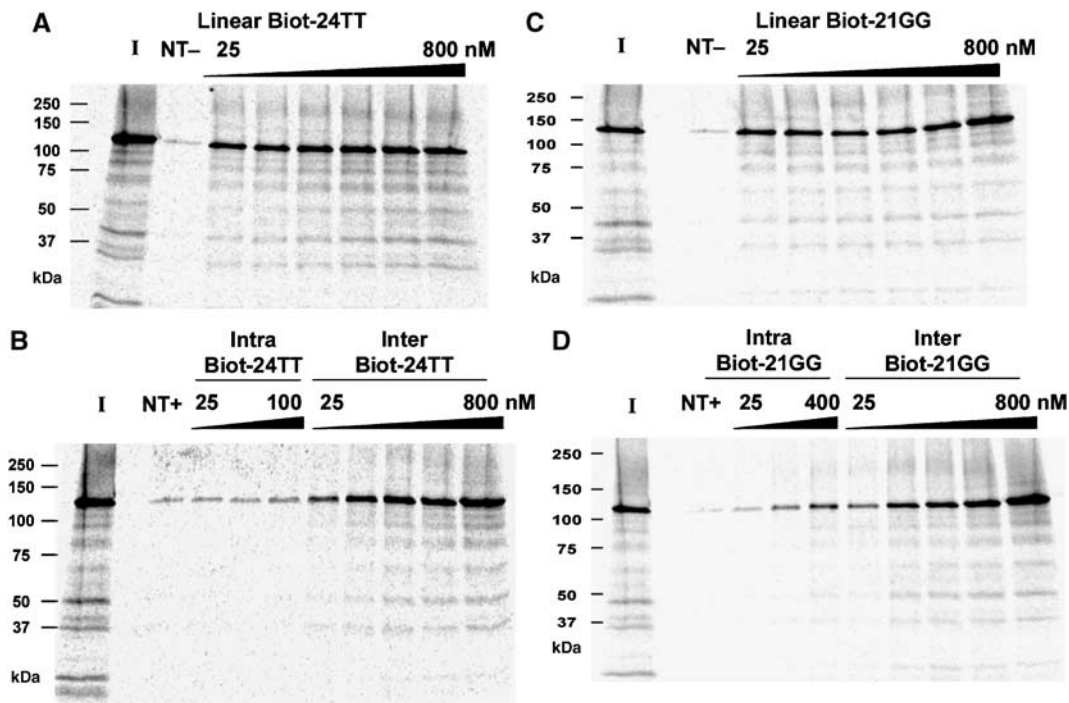 A
Linear Biot-24TT
I NT– 25 800 nM
250
150
100
75
50
37
kDa
B
Intra Biot-24TT
Inter Biot-24TT
I NT+ 25 100 25 800 nM
250
150
100
75
50
37
kDa
C
Linear Biot-21GG
I NT– 25 800 nM
250
150
100
75
50
37
kDa
D
Intra Biot-21GG
Inter Biot-21GG
I NT+ 25 400 25 800 nM
250
150
100
75
50
37
kDa